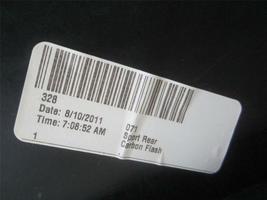 328
Date: 8/10/2011
Time: 7:08:52 AM
071
Sport Rear
Carbon Flash
1